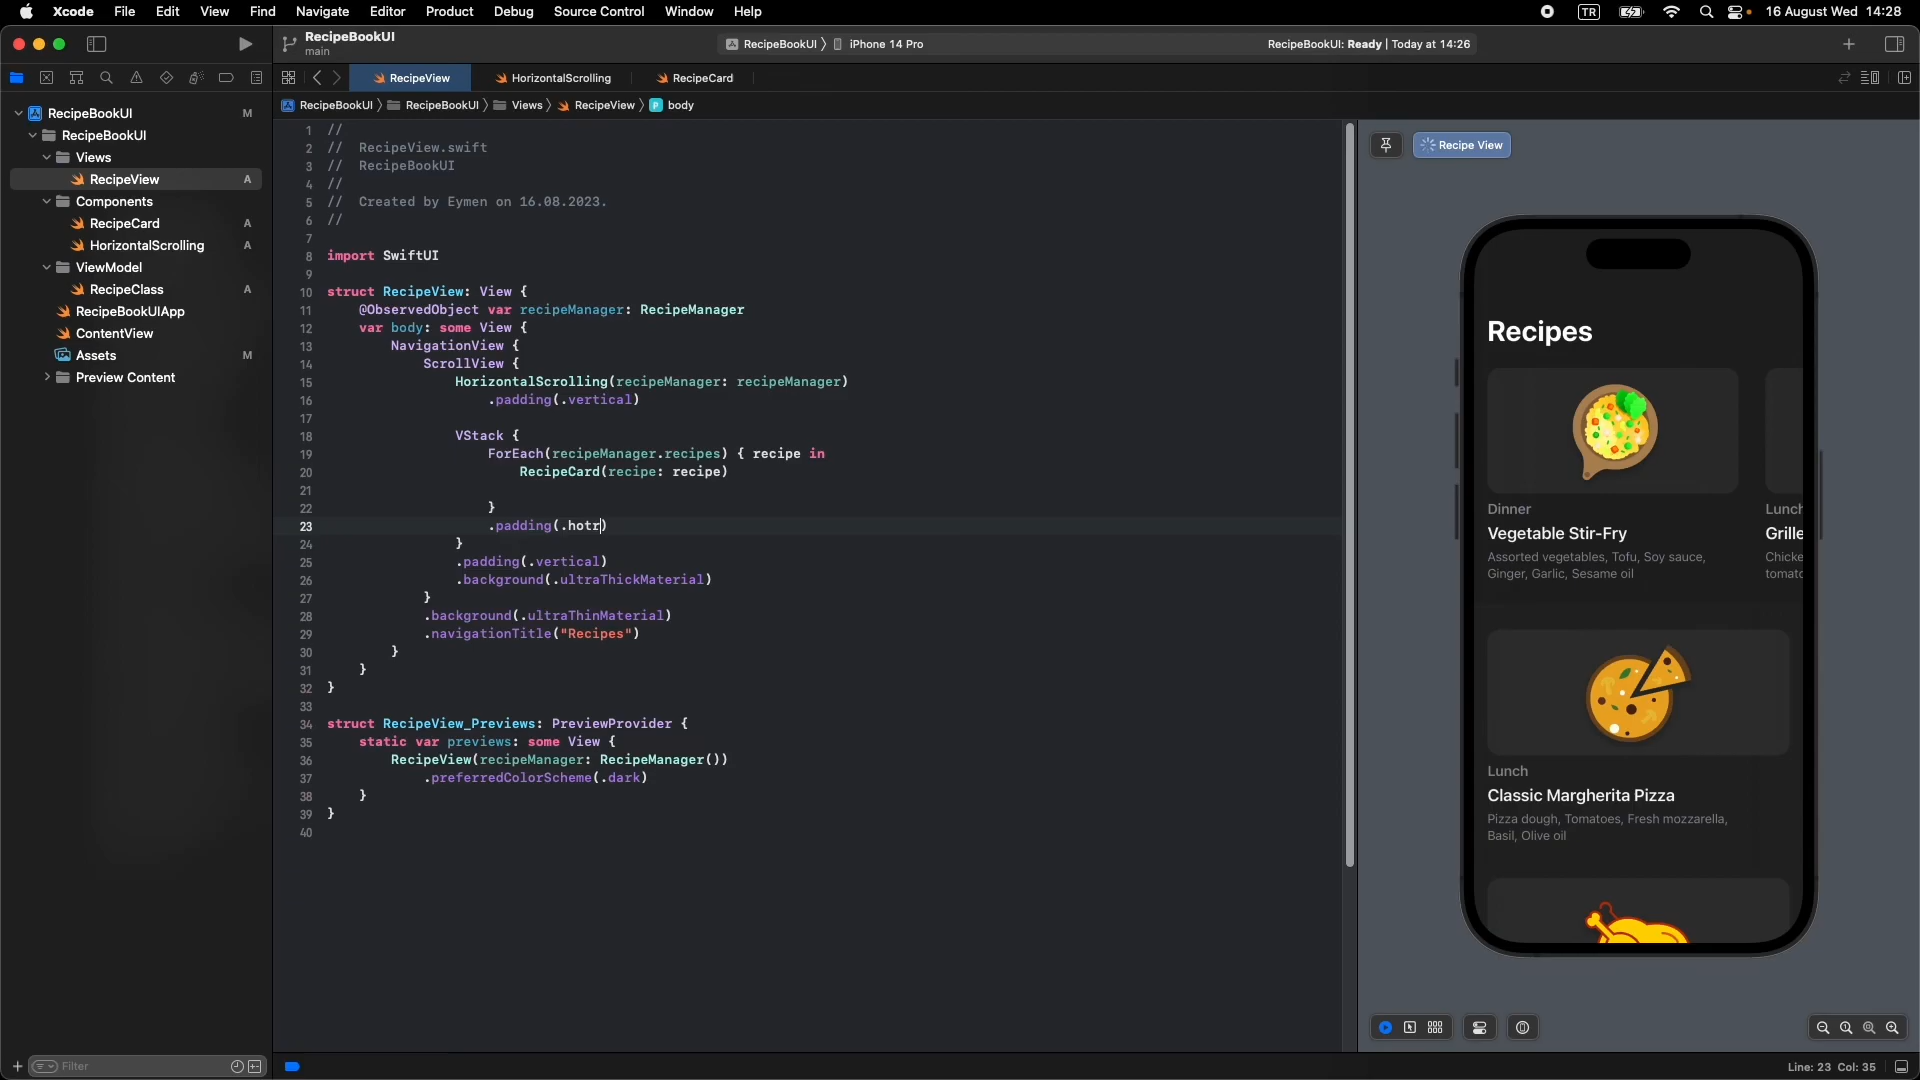 Xcode File Edit View Find Navigate Editor Product Debug Source Control Window Help
TR 16 August Wed 14:28
RecipeBookUI
main
RecipeBookUI iPhone 14 Pro
RecipeBookUI: Ready | Today at 14:26
RecipeView HorizontalScrolling RecipeCard
RecipeBookUI RecipeBookUI Views RecipeView P body
RecipeBookUI M
RecipeBookUI
Views
RecipeView A
Components
RecipeCard A
HorizontalScrolling A
ViewModel
RecipeClass A
RecipeBookUIApp
ContentView
Assets M
Preview Content
Filter
1 //
2 // RecipeView.swift
3 // RecipeBookUI
4 //
5 // Created by Eymen on 16.08.2023.
6 //
7
8 import SwiftUI
9
10 struct RecipeView: View {
11 @ObservedObject var recipeManager: RecipeManager
12 var body: some View {
13 NavigationView {
14 ScrollView {
15 HorizontalScrolling(recipeManager: recipeManager)
16 .padding(.vertical)
17
18 VStack {
19 ForEach(recipeManager.recipes) { recipe in
20 RecipeCard(recipe: recipe)
21
22 }
23 .padding(.hotr)
24 }
25 .padding(.vertical)
26 .background(.ultraThickMaterial)
27 }
28 .background(.ultraThinMaterial)
29 .navigationTitle("Recipes")
30 }
31 }
32 }
33
34 struct RecipeView_Previews: PreviewProvider {
35 static var previews: some View {
36 RecipeView(recipeManager: RecipeManager())
37 .preferredColorScheme(.dark)
38 }
39 }
40
Recipe View
Recipes
Dinner
Vegetable Stir-Fry
Assorted vegetables, Tofu, Soy sauce,
Ginger, Garlic, Sesame oil
Lunch
Grille
Chicke
tomato
Lunch
Classic Margherita Pizza
Pizza dough, Tomatoes, Fresh mozzarella,
Basil, Olive oil
Line: 23 Col: 35